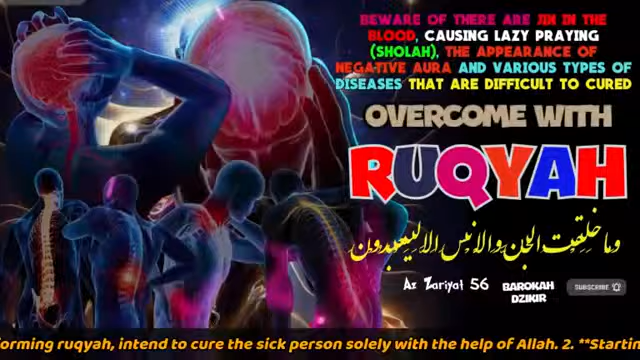 BEWARE OF THERE ARE JIN IN THE
BLOOD, CAUSING LAZY PRAYING
(SHOLAH), THE APPEARANCE OF
NEGATIVE AURA AND VARIOUS TYPES OF
DISEASES THAT ARE DIFFICULT TO CURED
OVERCOME WITH
RUQYAH
وما خلقت الجن والانس الا ليعبدون
Az Zariyat 56
BAROKAH
DZIKIR
SUBSCRIBE
orming ruqyah, intend to cure the sick person solely with the help of Allah. 2. **Startin